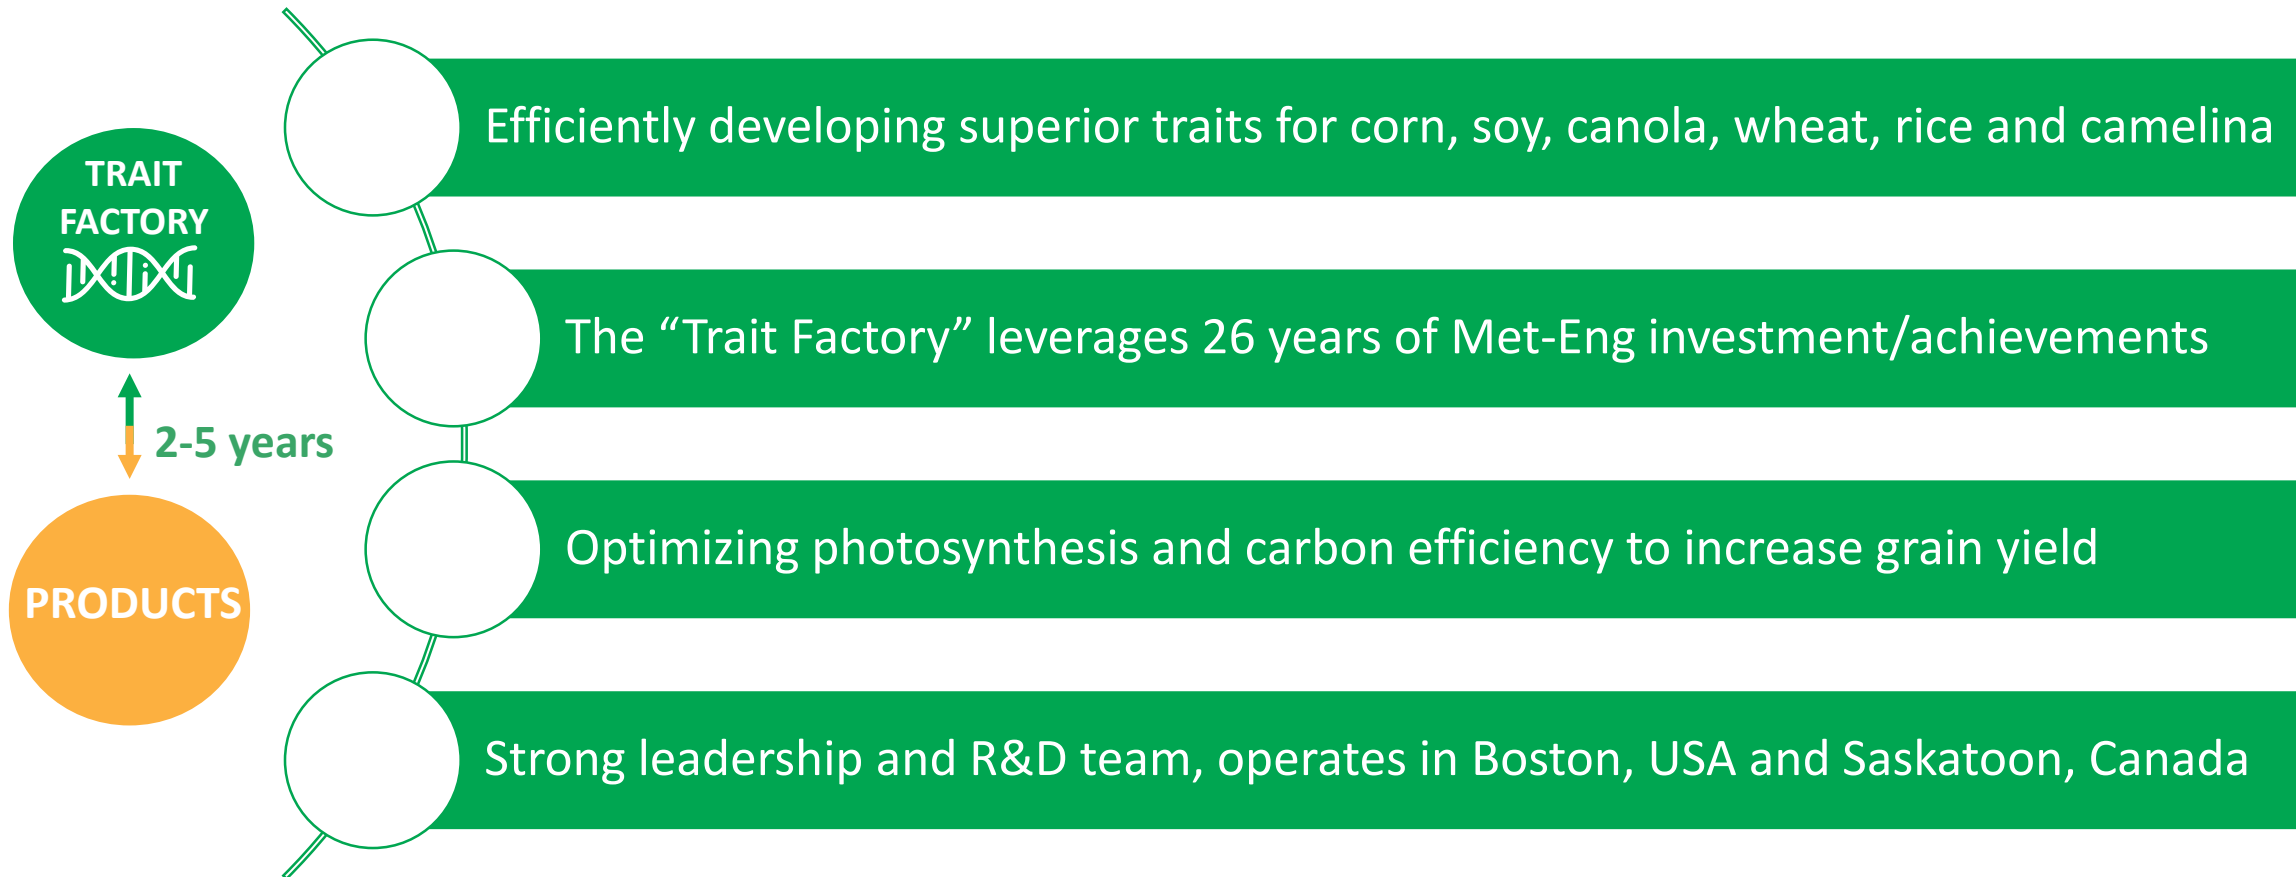 TRAIT
FACTORY
2-5 years
PRODUCTS
Efficiently developing superior traits for corn, soy, canola, wheat, rice and camelina
The “Trait Factory” leverages 26 years of Met-Eng investment/achievements
Optimizing photosynthesis and carbon efficiency to increase grain yield
Strong leadership and R&D team, operates in Boston, USA and Saskatoon, Canada